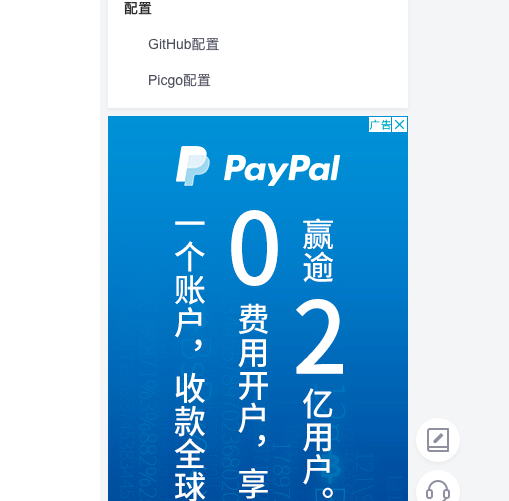 配置
GitHub配置
Picgo配置
广告
PayPal
一个账户，收款全球
0费用开户，享
赢逾2亿用户。